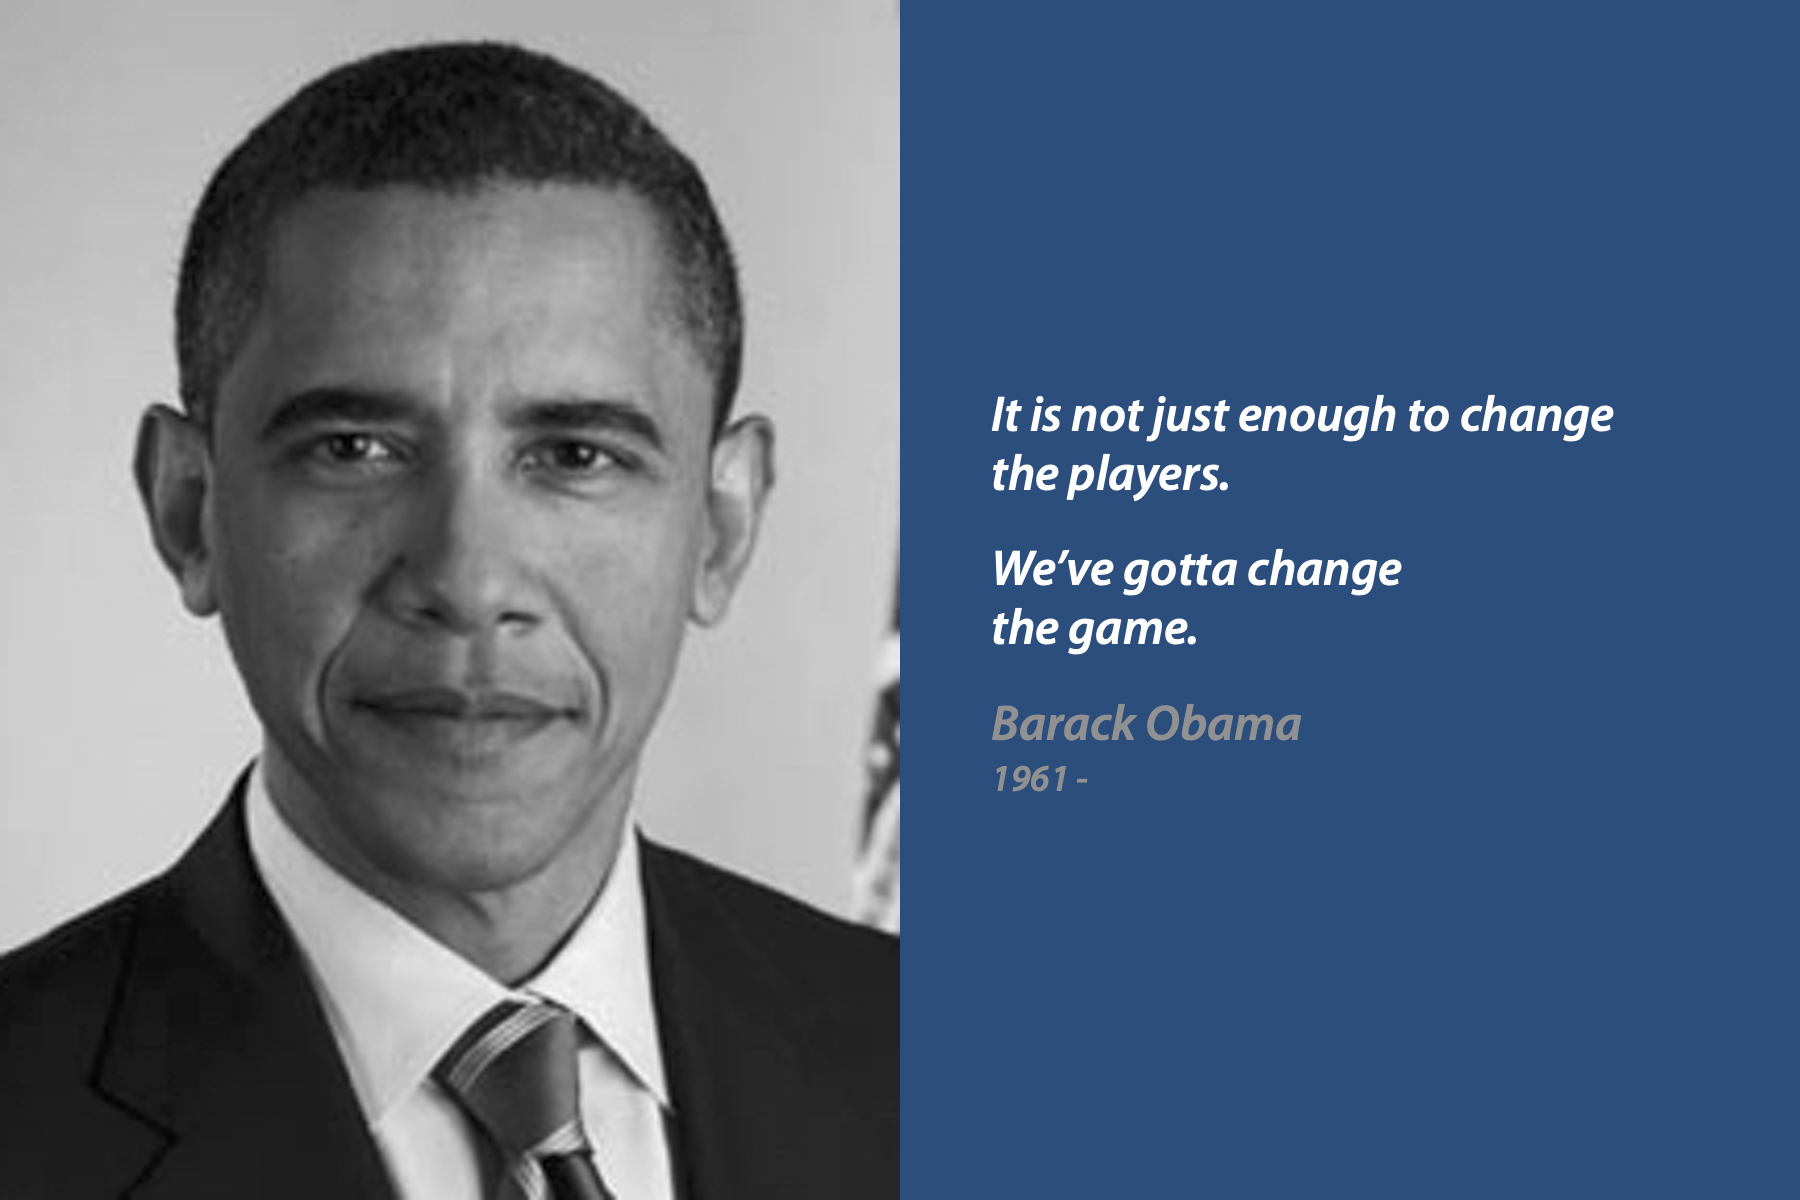 It is not just enough to change
the players.
We’ve gotta change
the game.
Barack Obama
1961 -